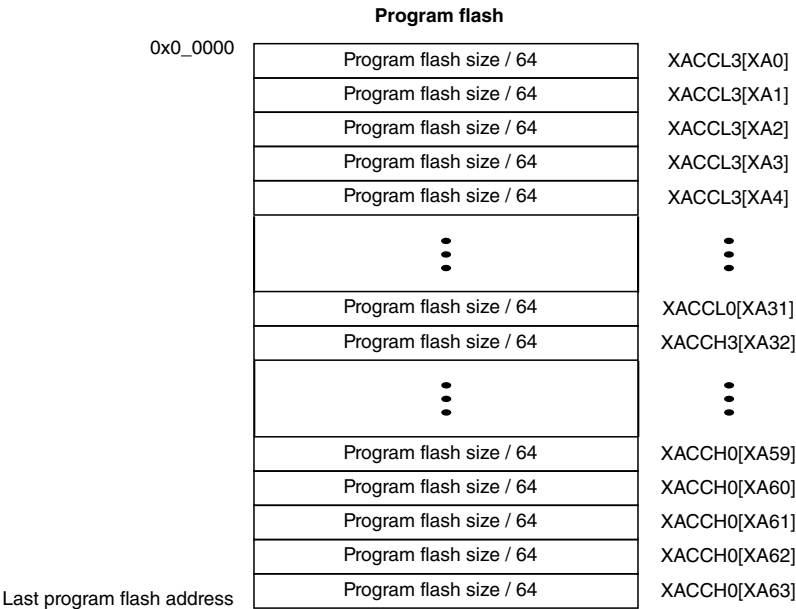 Program flash
0x0_0000
Program flash size / 64 XACCL3[XA0]
Program flash size / 64 XACCL3[XA1]
Program flash size / 64 XACCL3[XA2]
Program flash size / 64 XACCL3[XA3]
Program flash size / 64 XACCL3[XA4]
Program flash size / 64 XACCL0[XA31]
Program flash size / 64 XACCH3[XA32]
Program flash size / 64 XACCH0[XA59]
Program flash size / 64 XACCH0[XA60]
Program flash size / 64 XACCH0[XA61]
Program flash size / 64 XACCH0[XA62]
Program flash size / 64 XACCH0[XA63]
Last program flash address